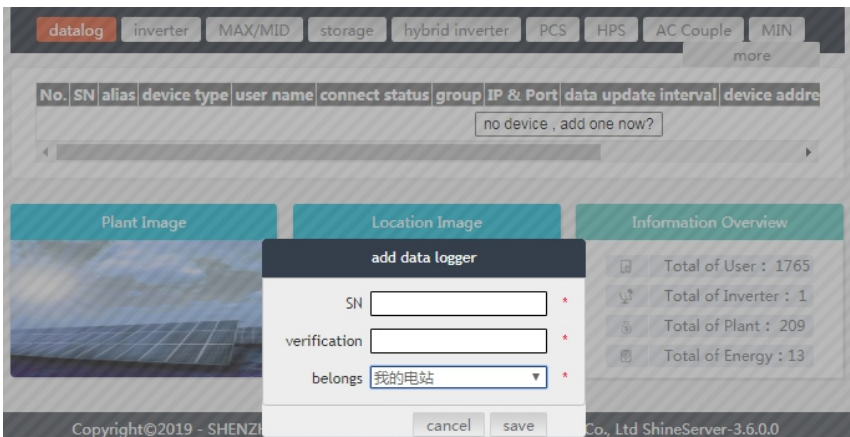 datalog inverter MAX/MID storage hybrid inverter PCS HPS AC Couple MIN
more
No. SN alias device type user name connect status group IP & Port data update interval device addre
no device , add one now?
Plant Image Location Image Information Overview
add data logger
Total of User : 1765
SN *
Total of Inverter : 1
verification *
Total of Plant : 209
belongs 我的电站 *
Total of Energy : 13
cancel save
Copyright©2019 - SHENZH Co., Ltd ShineServer-3.6.0.0